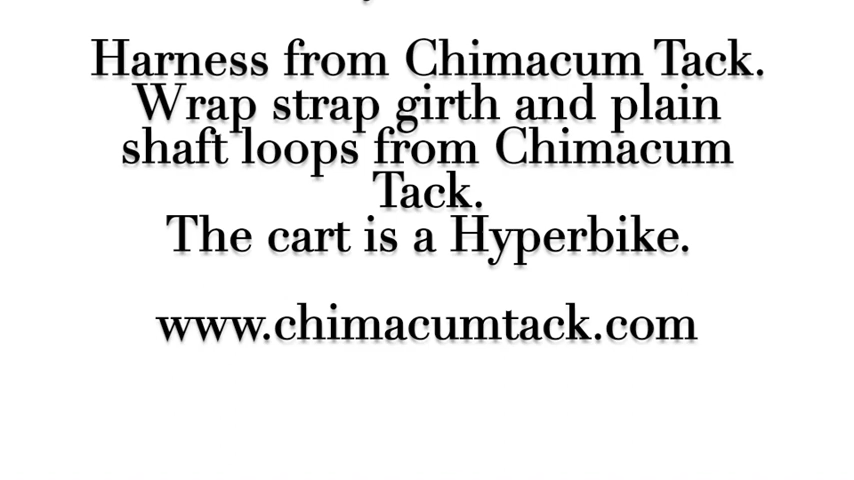 Harness from Chimacum Tack.
Wrap strap girth and plain
shaft loops from Chimacum
Tack.
The cart is a Hyperbike.
www.chimacumtack.com